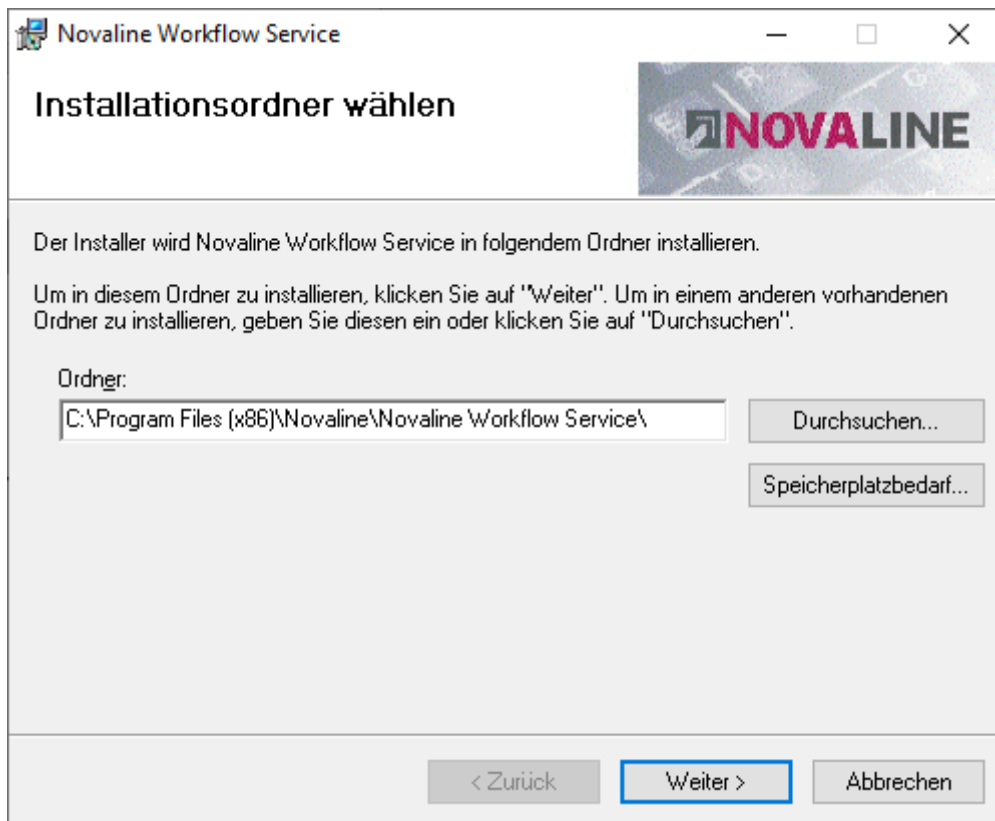 Novaline Workflow Service
Installationsordner wählen
NOVALINE
Der Installer wird Novaline Workflow Service in folgendem Ordner installieren.
Um in diesem Ordner zu installieren, klicken Sie auf "Weiter". Um in einem anderen vorhandenen
Ordner zu installieren, geben Sie diesen ein oder klicken Sie auf "Durchsuchen".
Ordner:
C:\Program Files (x86)\Novaline\Novaline Workflow Service\
Durchsuchen...
Speicherplatzbedarf...
< Zurück
Weiter >
Abbrechen